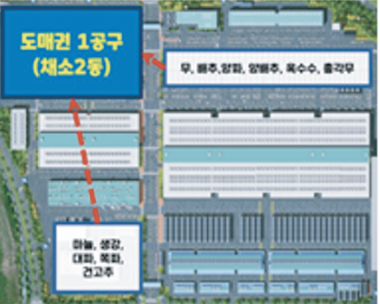 도매권 1공구
(채소2동)
무, 배추,양파, 양배추, 옥수수, 총각무
마늘, 생강,
대파, 쪽파,
건고추